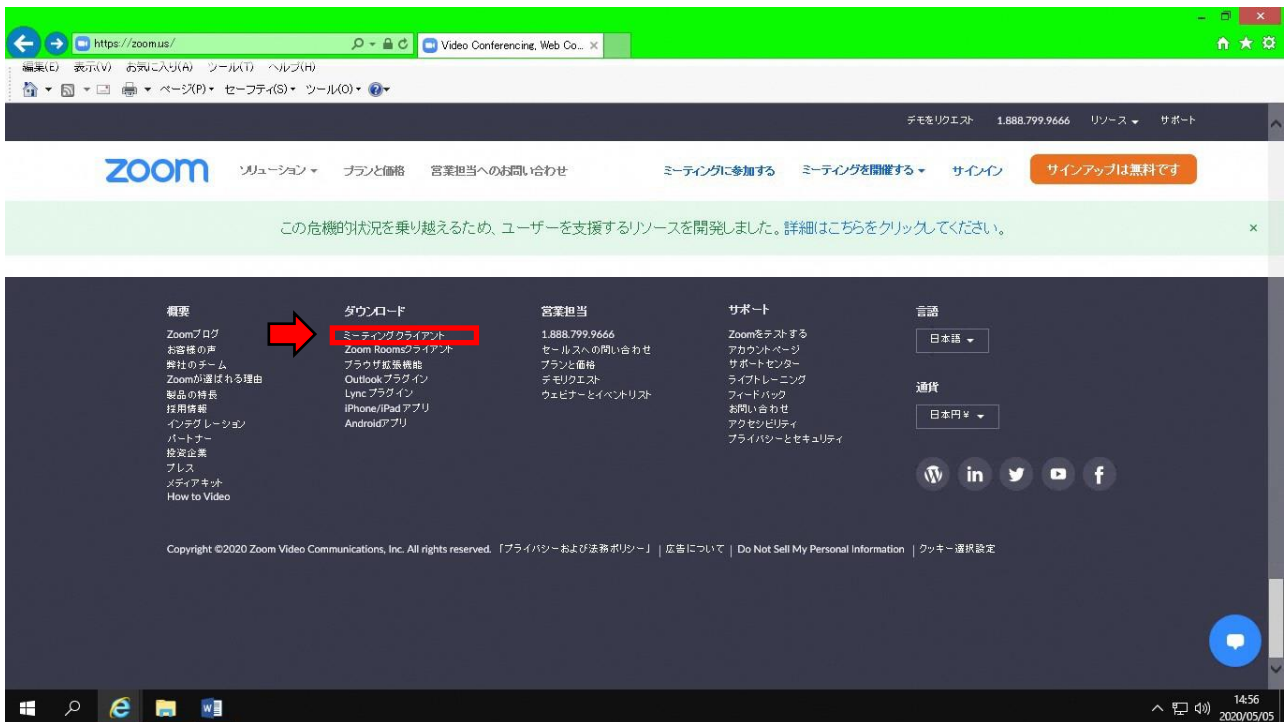 https://zoom.us/
Video Conferencing, Web Co...
編集(E) 表示(V) お気に入り(A) ツール(T) ヘルプ(H)
ページ(P) セーフティ(S) ツール(O)
デモをリクエスト 1.888.799.9666 リソース サポート
zoom ソリューション プランと価格 営業担当へのお問い合わせ ミーティングに参加する ミーティングを開催する サインイン サインアップは無料です
この危機的状況を乗り越えるため、ユーザーを支援するリソースを開発しました。詳細はこちらをクリックしてください。 ×
概要
Zoomブログ
お客様の声
弊社のチーム
Zoomが選ばれる理由
製品の特長
採用情報
インテグレーション
パートナー
投資企業
プレス
メディアキット
How to Video
ダウンロード
ミーティングクライアント
Zoom Roomsクライアント
ブラウザ拡張機能
Outlookプラグイン
Lyncプラグイン
iPhone/iPadアプリ
Androidアプリ
営業担当
1.888.799.9666
セールスへの問い合わせ
プランと価格
デモリクエスト
ウェビナーとイベントリスト
サポート
Zoomをテストする
アカウントページ
サポートセンター
ライブトレーニング
フィードバック
お問い合わせ
アクセシビリティ
プライバシーとセキュリティ
言語
日本語
通貨
日本円¥
in f
Copyright ©2020 Zoom Video Communications, Inc. All rights reserved. 「プライバシーおよび法務ポリシー」 | 広告について | Do Not Sell My Personal Information | クッキー選択設定
14:56
2020/05/05